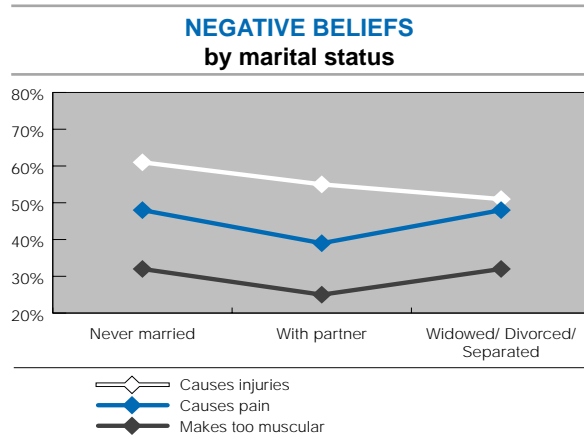 NEGATIVE BELIEFS
by marital status
80%
70%
60%
50%
40%
30%
20%
Never married
With partner
Widowed/ Divorced/
Separated
Causes injuries
Causes pain
Makes too muscular